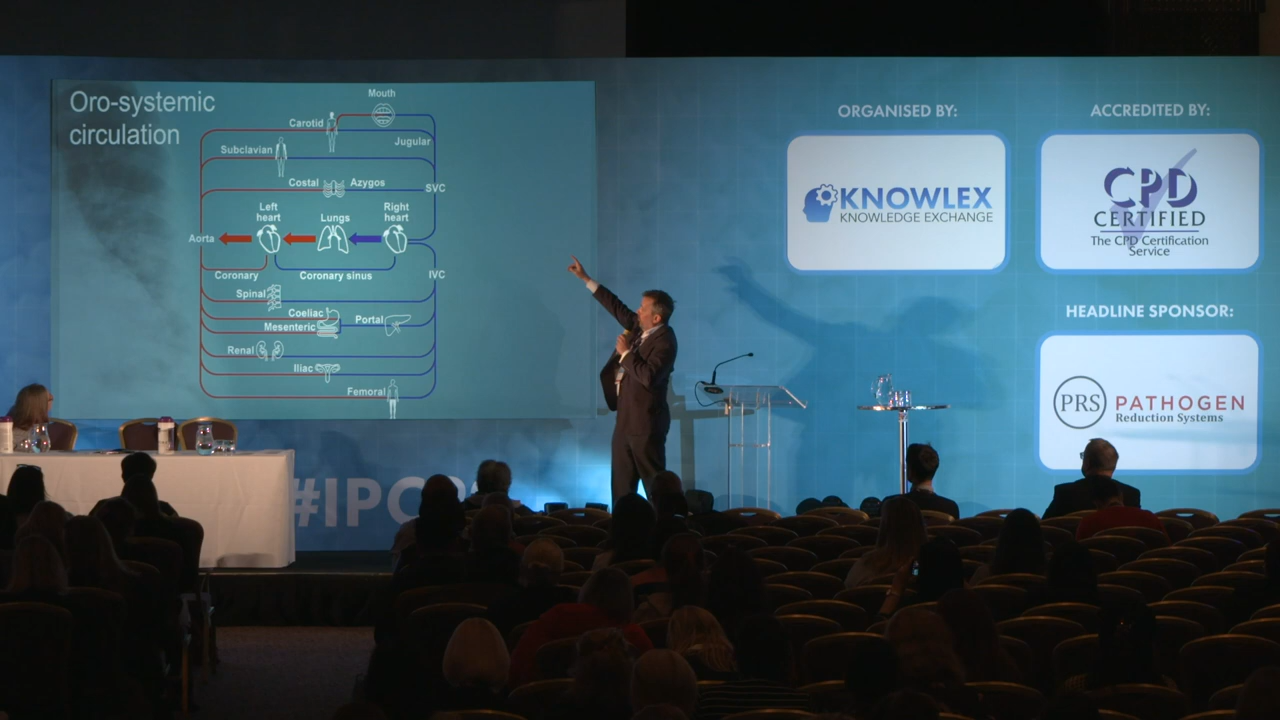 Oro-systemic
circulation
Mouth
Carotid
Jugular
Subclavian
Costal
Azygos
SVC
Left
heart
Lungs
Right
heart
Aorta
Coronary
Coronary sinus
IVC
Spinal
Coeliac
Portal
Mesenteric
Renal
Iliac
Femoral
ORGANISED BY:
KNOWLEX
KNOWLEDGE EXCHANGE
ACCREDITED BY:
CPD
CERTIFIED
The CPD Certification
Service
HEADLINE SPONSOR:
PRS
PATHOGEN
Reduction Systems
#IPC